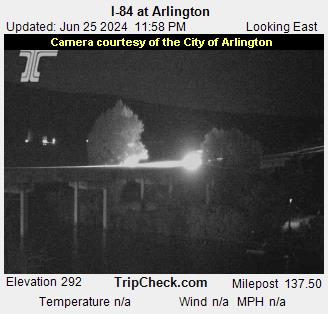 I-84 at Arlington
Updated: Jun 25 2024 11:58 PM Looking East
Camera courtesy of the City of Arlington
Elevation 292 TripCheck.com Milepost 137.50
Temperature n/a Wind n/a MPH n/a